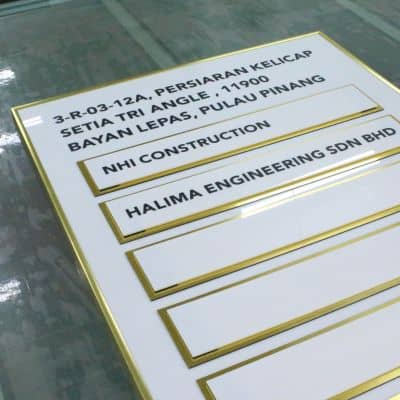 3-R-03-12A, PERSIARAN KELICAP
SETIA TRI ANGLE , 11900
BAYAN LEPAS, PULAU PINANG
NHI CONSTRUCTION
HALIMA ENGINEERING SDN BHD